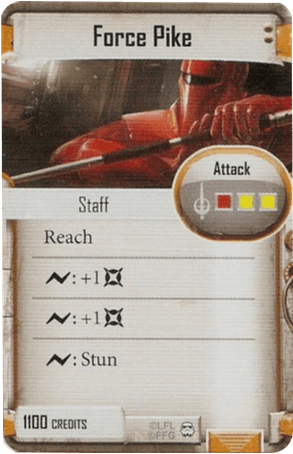 Force Pike
Attack
Staff
Reach
: +1
: +1
: Stun
1100 CREDITS
©LFL
©FFG